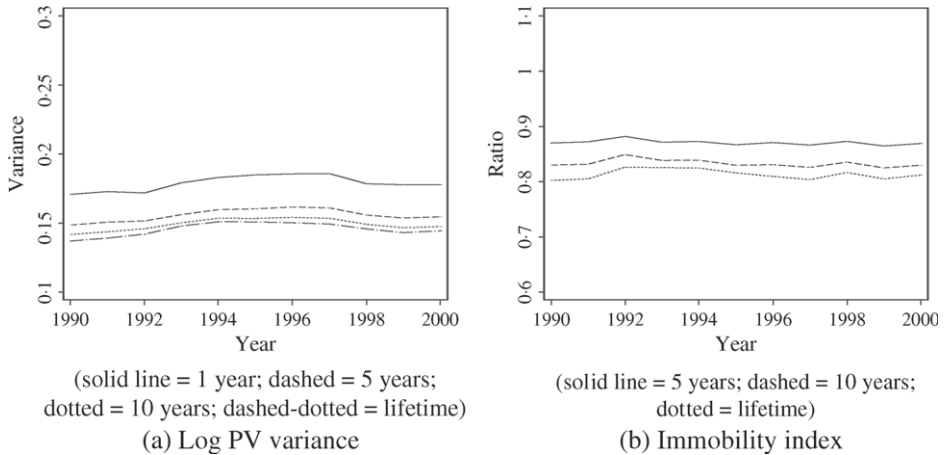 0·3
0·25
0·2
0·15
0·1
Variance
1990 1992 1994 1996 1998 2000
Year
(solid line = 1 year; dashed = 5 years;
dotted = 10 years; dashed-dotted = lifetime)
(a) Log PV variance
1·1
1
0·9
0·8
0·7
0·6
Ratio
1990 1992 1994 1996 1998 2000
Year
(solid line = 5 years; dashed = 10 years;
dotted = lifetime)
(b) Immobility index